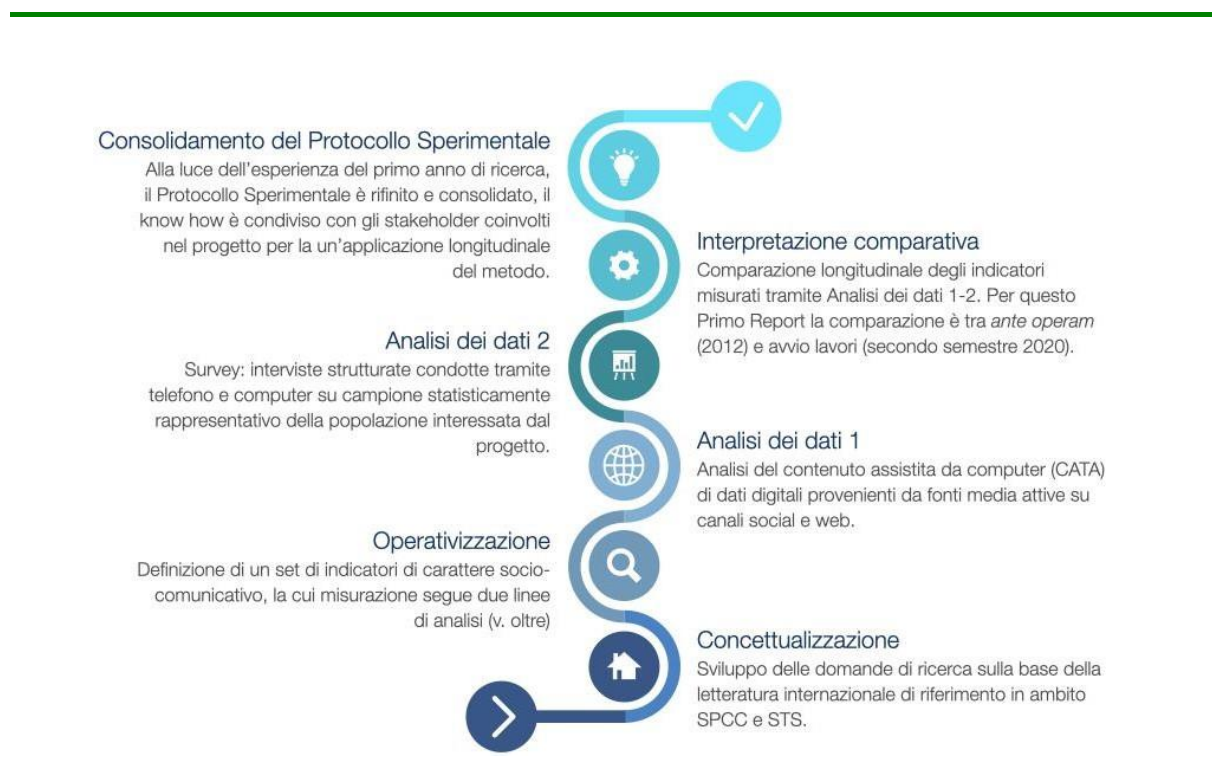 Consolidamento del Protocollo Sperimentale
Alla luce dell'esperienza del primo anno di ricerca,
il Protocollo Sperimentale è rifinito e consolidato, il
know how è condiviso con gli stakeholder coinvolti
nel progetto per la un'applicazione longitudinale
del metodo.
Interpretazione comparativa
Comparazione longitudinale degli indicatori
misurati tramite Analisi dei dati 1-2. Per questo
Primo Report la comparazione è tra ante operam
(2012) e avvio lavori (secondo semestre 2020).
Analisi dei dati 2
Survey: interviste strutturate condotte tramite
telefono e computer su campione statisticamente
rappresentativo della popolazione interessata dal
progetto.
Analisi dei dati 1
Analisi del contenuto assistita da computer (CATA)
di dati digitali provenienti da fonti media attive su
canali social e web.
Operativizzazione
Definizione di un set di indicatori di carattere socio-
comunicativo, la cui misurazione segue due linee
di analisi (v. oltre)
Concettualizzazione
Sviluppo delle domande di ricerca sulla base della
letteratura internazionale di riferimento in ambito
SPCC e STS.